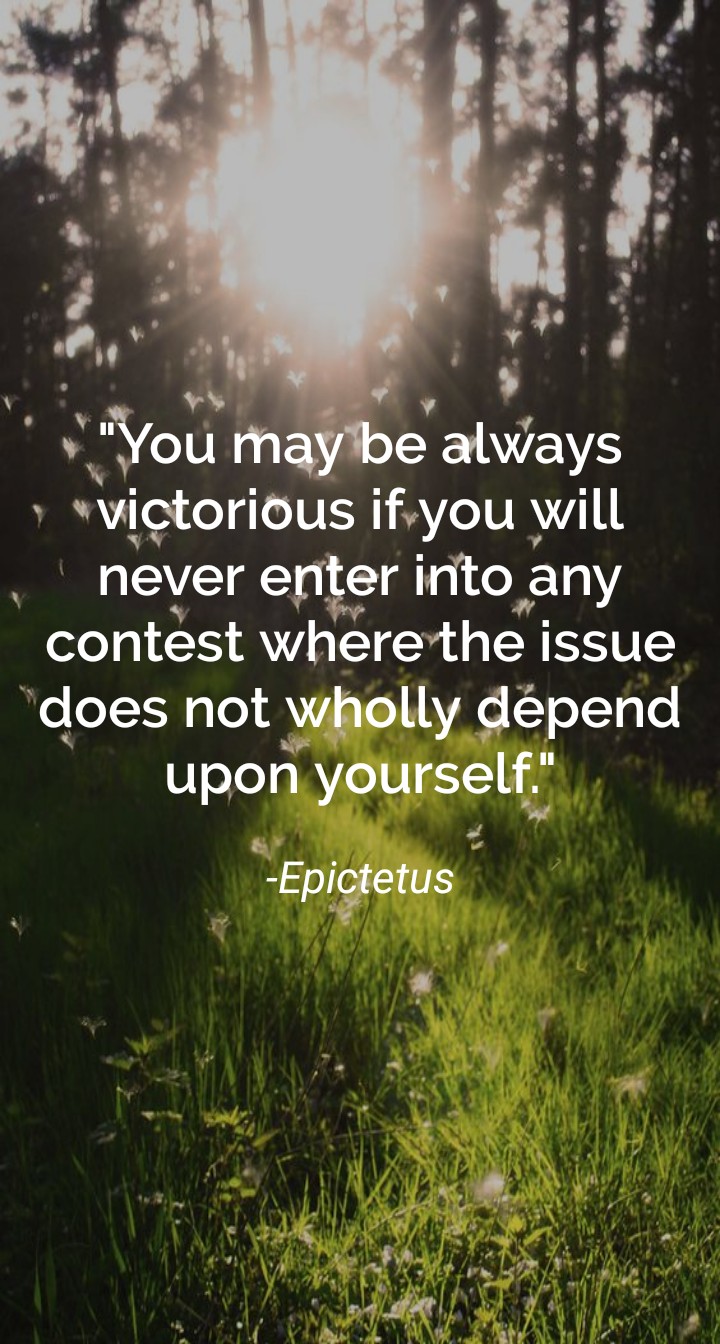 "You may be always
victorious if you will
never enter into any
contest where the issue
does not wholly depend
upon yourself."
-Epictetus